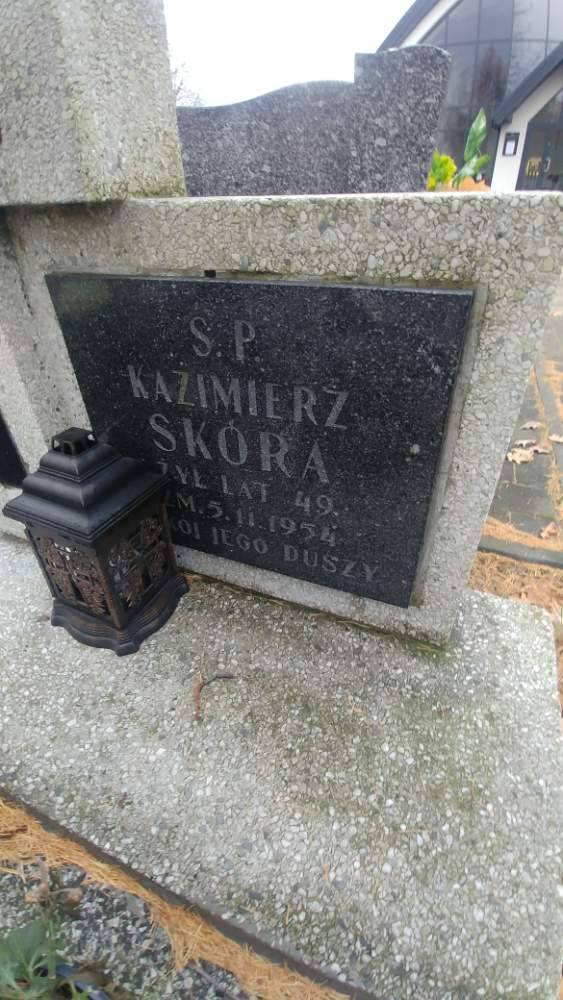 S. P.
KAZIMIERZ
SKÓRA
ŻYŁ LAT 49.
ZM. 5. 11. 1954
JEGO DUSZY